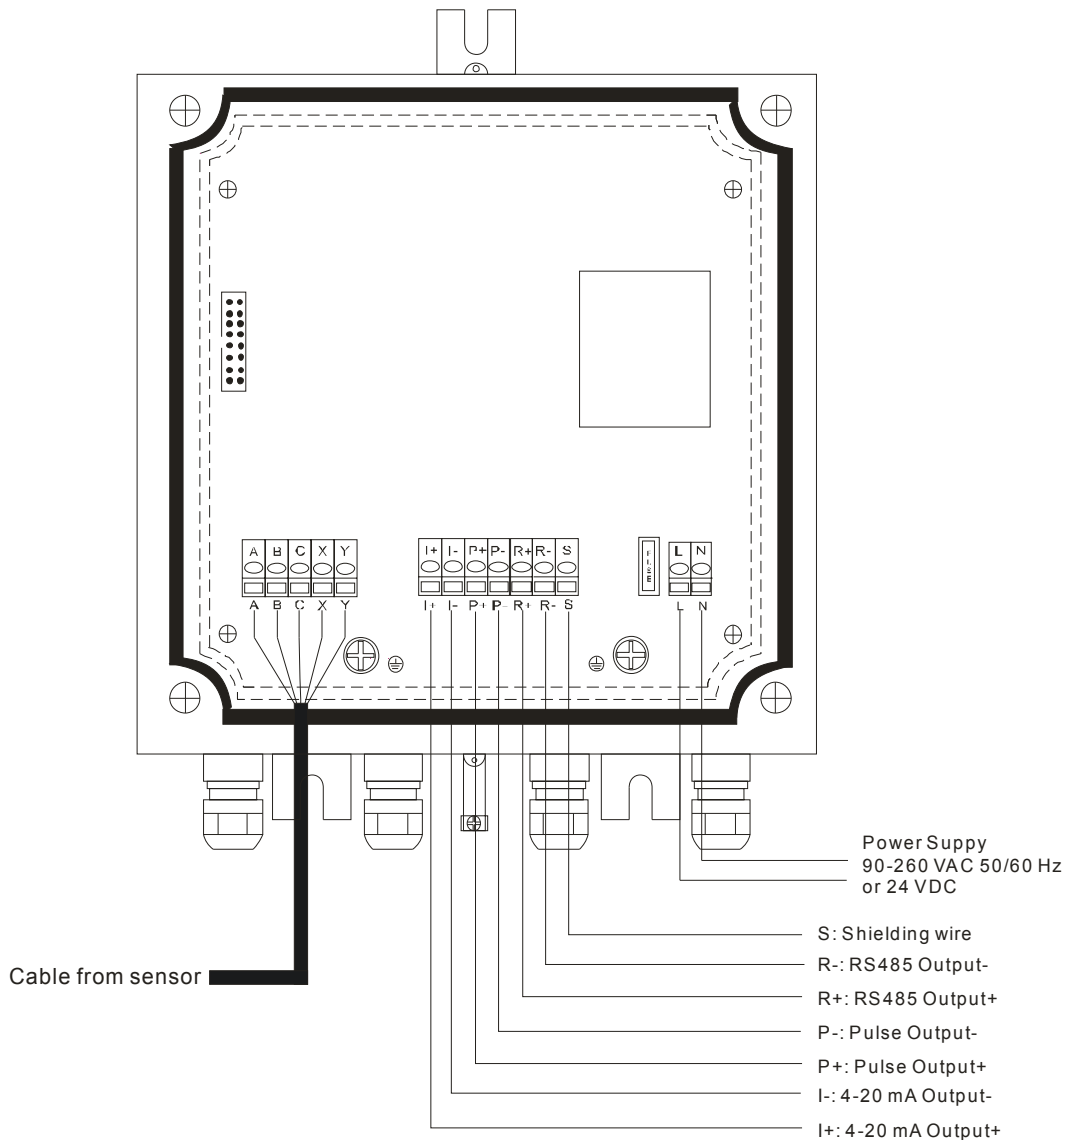 A B C X Y
I+ I- P+ P- R+ R- S
L N
A B C X Y
I+ I- P+ P- R+ R- S
L N
Power Suppy
90-260 VAC 50/60 Hz
or 24 VDC
S: Shielding wire
R-: RS485 Output-
Cable from sensor
R+: RS485 Output+
P-: Pulse Output-
P+: Pulse Output+
I-: 4-20 mA Output-
I+: 4-20 mA Output+